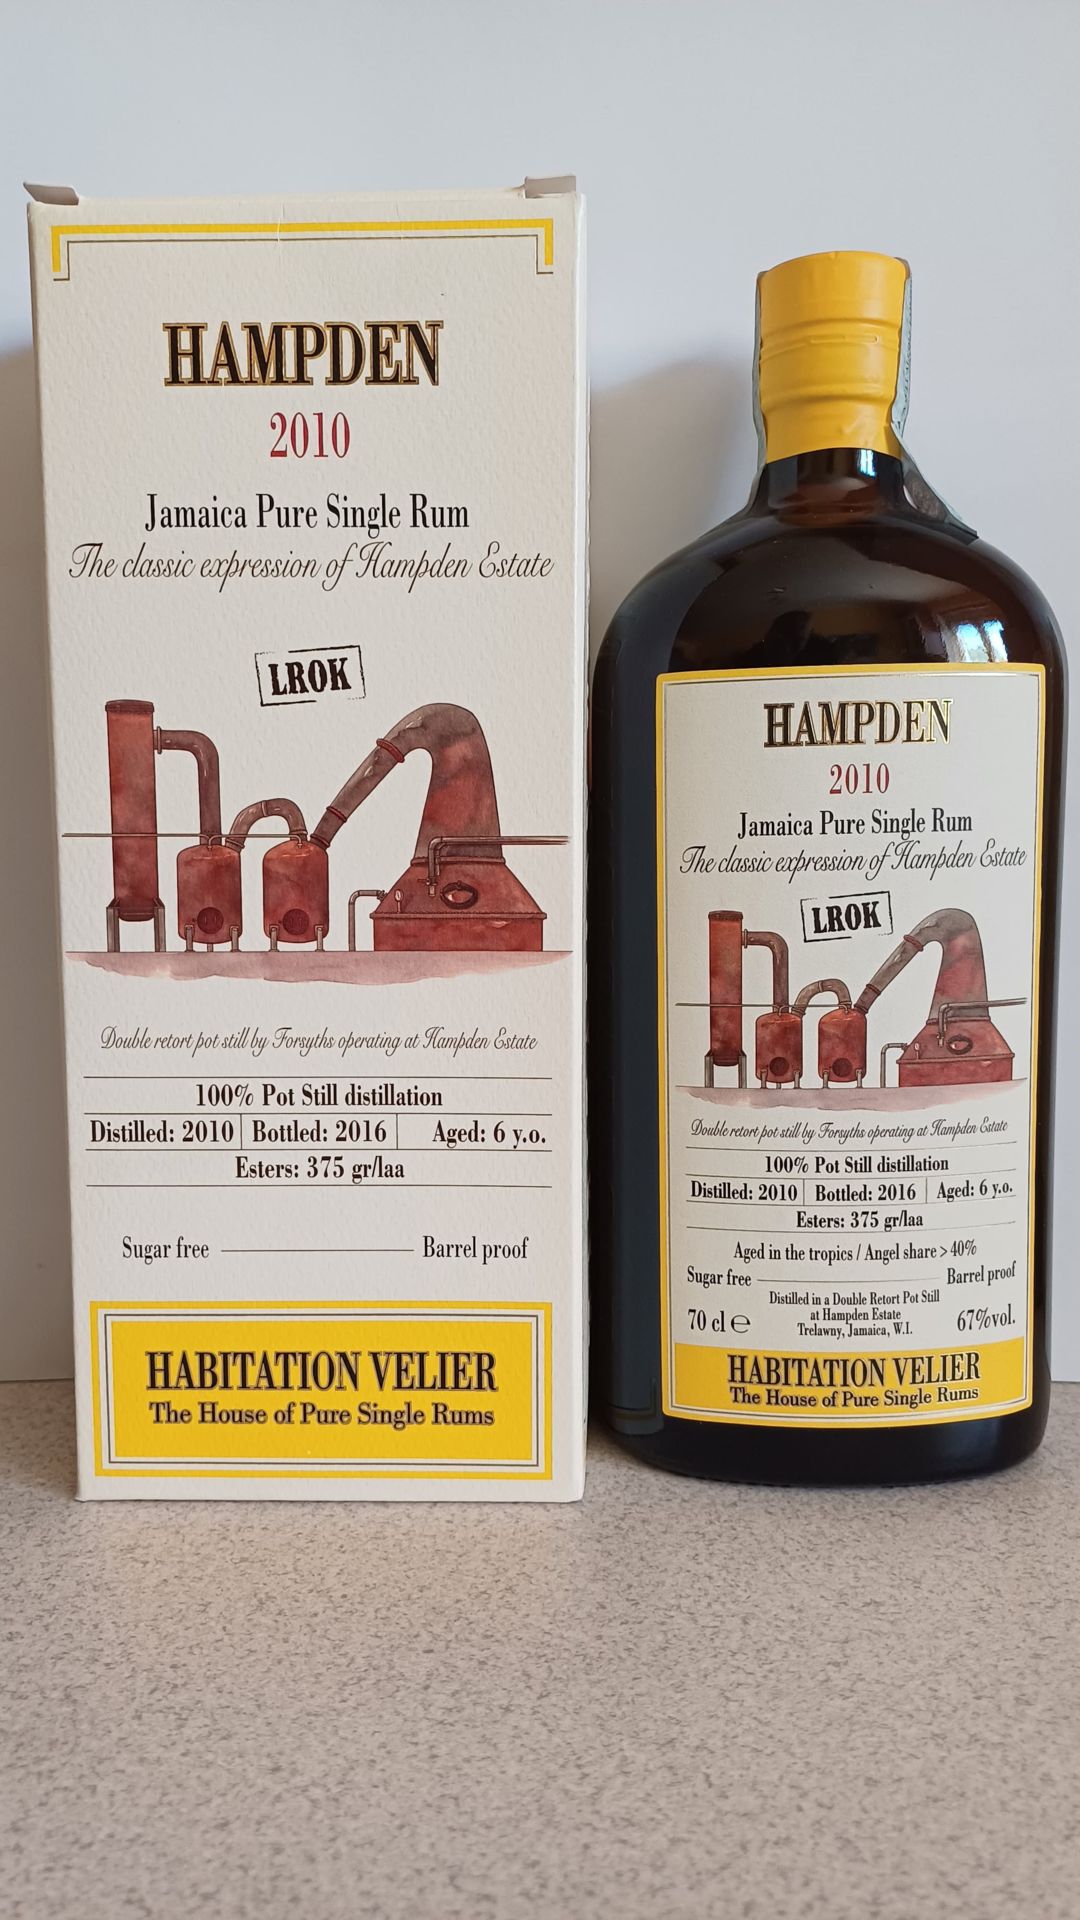 HAMPDEN
2010
Jamaica Pure Single Rum
The classic expression of Hampden Estate
LROK
Double retort pot still by Forsyths operating at Hampden Estate
100% Pot Still distillation
Distilled: 2010 Bottled: 2016 Aged: 6 y.o.
Esters: 375 gr/laa
Sugar free Barrel proof
HABITATION VELIER
The House of Pure Single Rums
HAMPDEN
2010
Jamaica Pure Single Rum
The classic expression of Hampden Estate
LROK
Double retort pot still by Forsyths operating at Hampden Estate
100% Pot Still distillation
Distilled: 2010 Bottled: 2016 Aged: 6 y.o.
Esters: 375 gr/laa
Aged in the tropics / Angel share > 40%
Sugar free Barrel proof
Distilled in a Double Retort Pot Still
at Hampden Estate
Trelawny, Jamaica, W.I.
70 cl ℮ 67%vol.
HABITATION VELIER
The House of Pure Single Rums